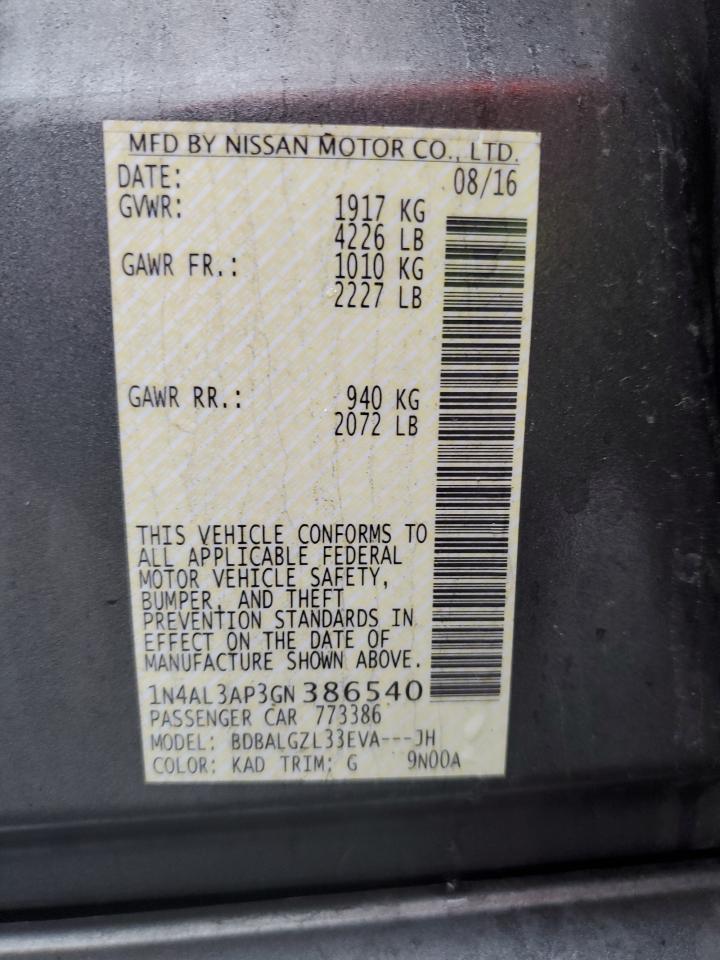 MFD BY NISSAN MOTOR CO., LTD.
DATE: 08/16
GVWR: 1917 KG
4226 LB
GAWR FR.: 1010 KG
2227 LB
GAWR RR.: 940 KG
2072 LB
THIS VEHICLE CONFORMS TO
ALL APPLICABLE FEDERAL
MOTOR VEHICLE SAFETY,
BUMPER, AND THEFT
PREVENTION STANDARDS IN
EFFECT ON THE DATE OF
MANUFACTURE SHOWN ABOVE.
1N4AL3AP3GN386540
PASSENGER CAR 773386
MODEL: BDBALGZL33EVA---JH
COLOR: KAD TRIM: G 9N00A